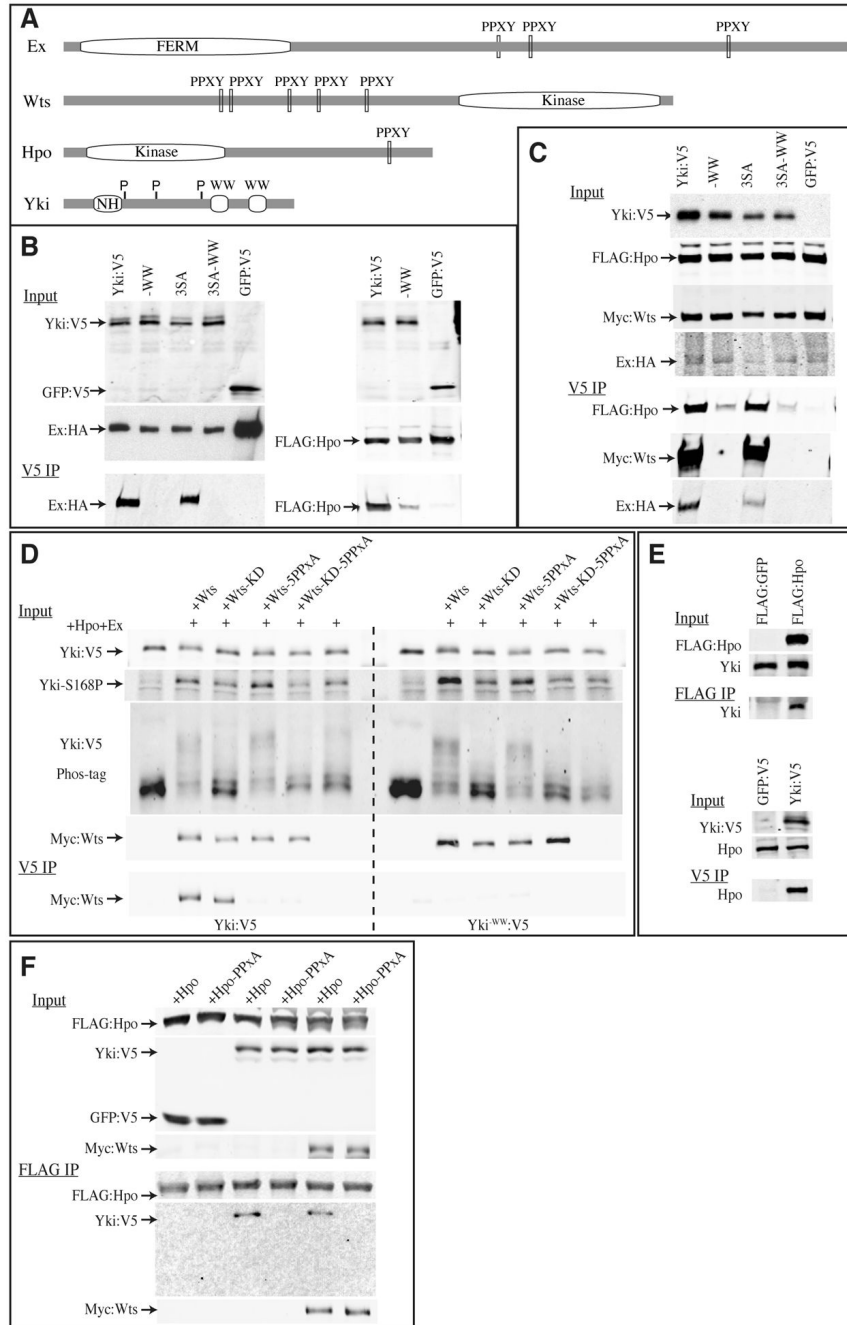 A
PPXY PPXY PPXY
Ex FERM
PPXY PPXY PPXY PPXY PPXY
Wts Kinase
PPXY
Hpo Kinase
P P P WW WW
Yki NH
B
Yki:V5 -WW 3SA 3SA-WW GFP:V5
Yki:V5 -WW GFP:V5
Input
Yki:V5
GFP:V5
Ex:HA
FLAG:Hpo
V5 IP
Ex:HA
FLAG:Hpo
C
Yki:V5 -WW 3SA 3SA-WW GFP:V5
Input
Yki:V5
FLAG:Hpo
Myc:Wts
Ex:HA
V5 IP
FLAG:Hpo
Myc:Wts
Ex:HA
D
+Wts +Wts-KD +Wts-5PPxA +Wts-KD-5PPxA
+Wts +Wts-KD +Wts-5PPxA +Wts-KD-5PPxA
Input
+Hpo+Ex + + + + + + + + + +
Yki:V5
Yki-S168P
Yki:V5
Phos-tag
Myc:Wts
V5 IP
Myc:Wts
Yki:V5 Yki-WW:V5
E
FLAG:GFP FLAG:Hpo
Input
FLAG:Hpo
Yki
FLAG IP
Yki
GFP:V5 Yki:V5
Input
Yki:V5
Hpo
V5 IP
Hpo
F
+Hpo +Hpo-PPxA +Hpo +Hpo-PPxA +Hpo +Hpo-PPxA
Input
FLAG:Hpo
Yki:V5
GFP:V5
Myc:Wts
FLAG IP
FLAG:Hpo
Yki:V5
Myc:Wts